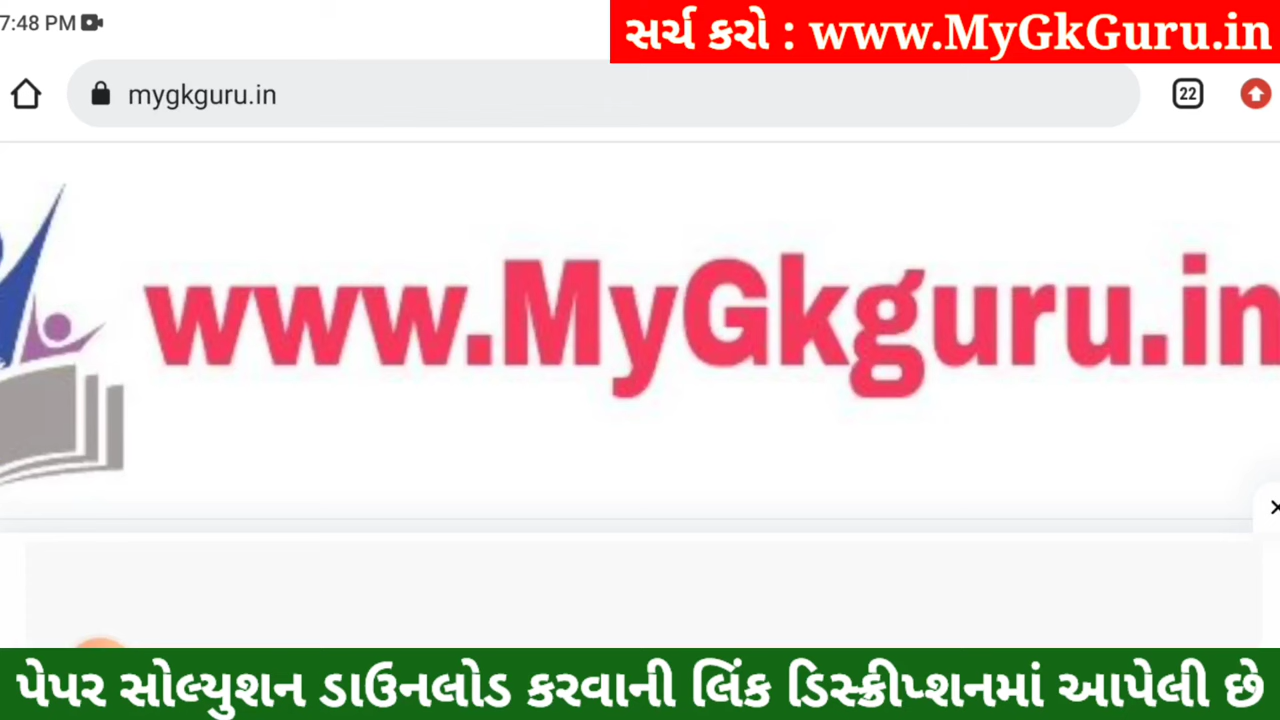 7:48 PM
સર્ચ કરો : www.MyGkGuru.in
mygkguru.in
22
www.MyGkguru.in
પેપર સોલ્યુશન ડાઉનલોડ કરવાની લિંક ડિસ્ક્રીપ્શનમાં આપેલી છે